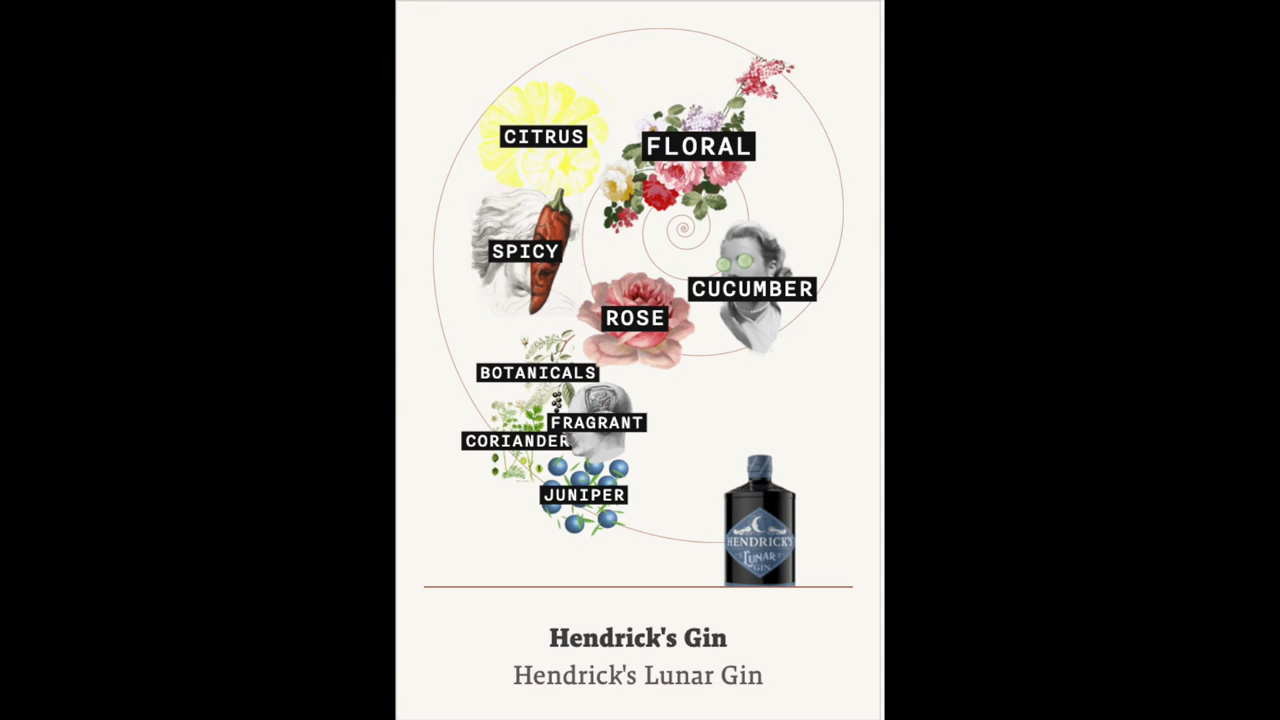 CITRUS
FLORAL
SPICY
CUCUMBER
ROSE
BOTANICALS
FRAGRANT
CORIANDER
JUNIPER
HENDRICK'S
LUNAR
GIN
Hendrick's Gin
Hendrick's Lunar Gin